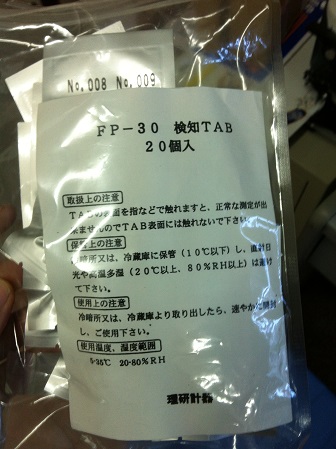 No.008 No.009
FP－30 検知TAB
20個入
取扱上の注意
TABの表面を指などで触れますと、正常な測定が出
来ませんのでTAB表面には触れないで下さい。
保管上の注意
冷暗所又は、冷蔵庫に保管（10℃以下）し、直射日
光や高温多湿（20℃以上、80％RH以上）は避け
て下さい。
使用上の注意
冷暗所又は、冷蔵庫より取り出したら、速やかに開封
し、ご使用下さい。
使用温度、湿度範囲
5-35℃ 20-80％RH
理研計器